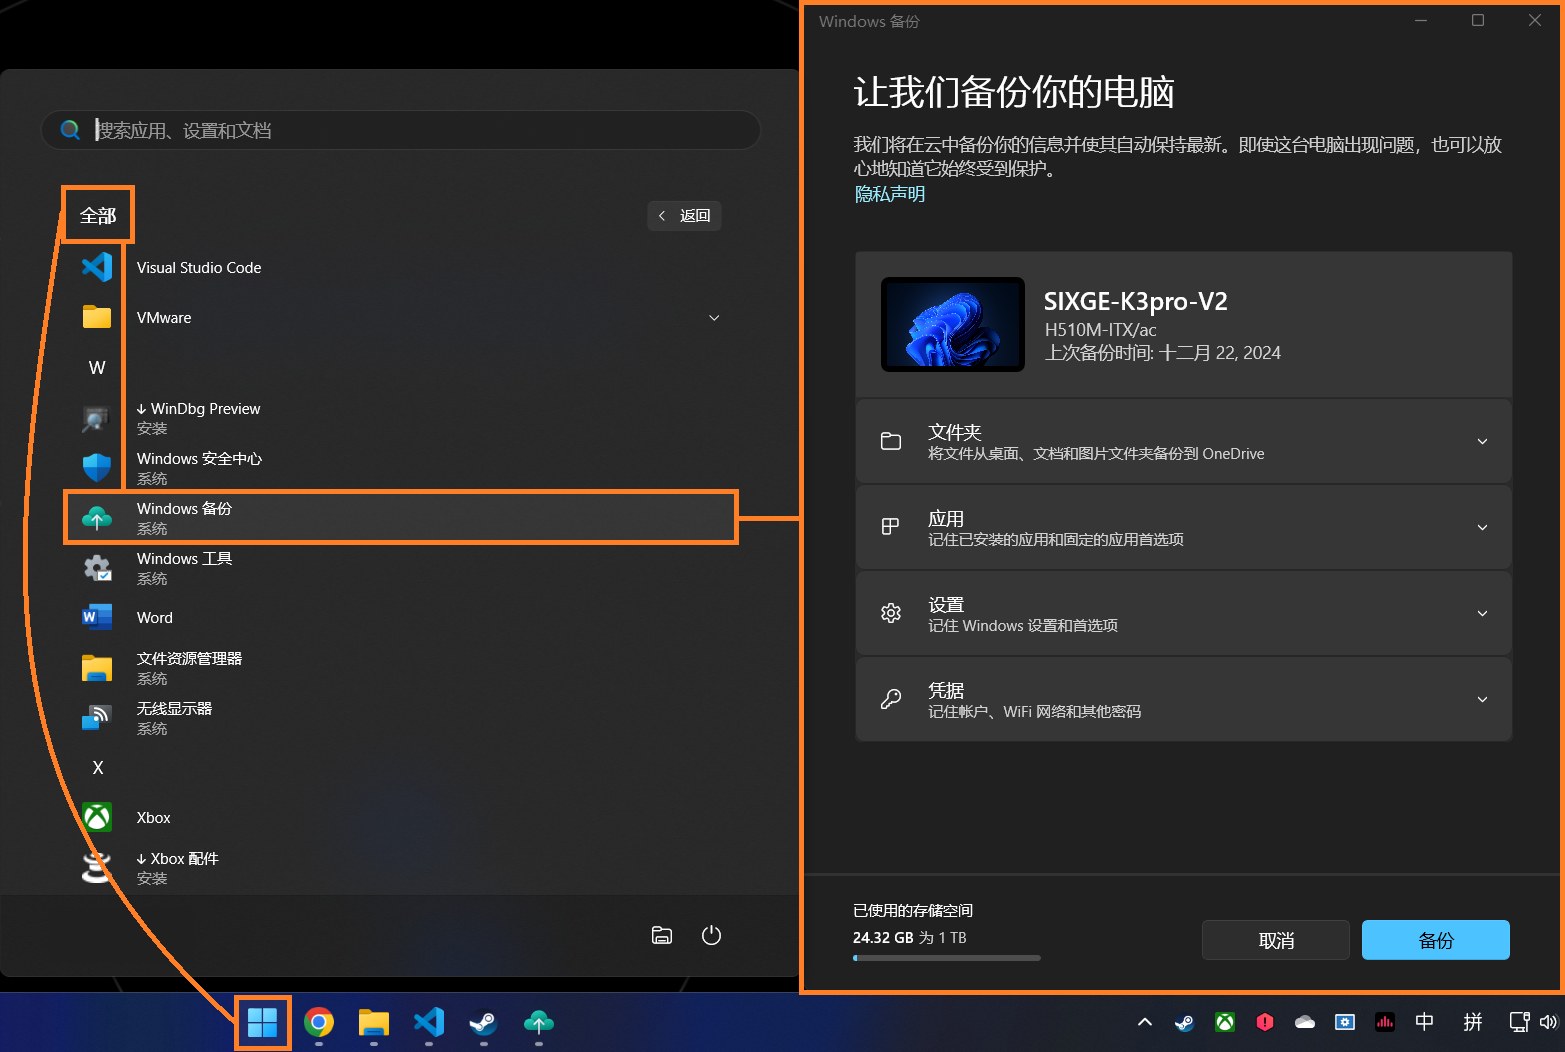 搜索应用、设置和文档
全部
返回
Visual Studio Code
VMware
W
↓ WinDbg Preview
安装
Windows 安全中心
系统
Windows 备份
系统
Windows 工具
系统
Word
文件资源管理器
系统
无线显示器
系统
X
Xbox
↓ Xbox 配件
安装
Windows 备份
让我们备份你的电脑
我们将在云中备份你的信息并使其自动保持最新。即使这台电脑出现问题，也可以放
心地知道它始终受到保护。
隐私声明
SIXGE-K3pro-V2
H510M-ITX/ac
上次备份时间: 十二月 22, 2024
文件夹
将文件从桌面、文档和图片文件夹备份到 OneDrive
应用
记住已安装的应用和固定的应用首选项
设置
记住 Windows 设置和首选项
凭据
记住帐户、WiFi 网络和其他密码
已使用的存储空间
24.32 GB 为 1 TB
取消
备份
中
拼